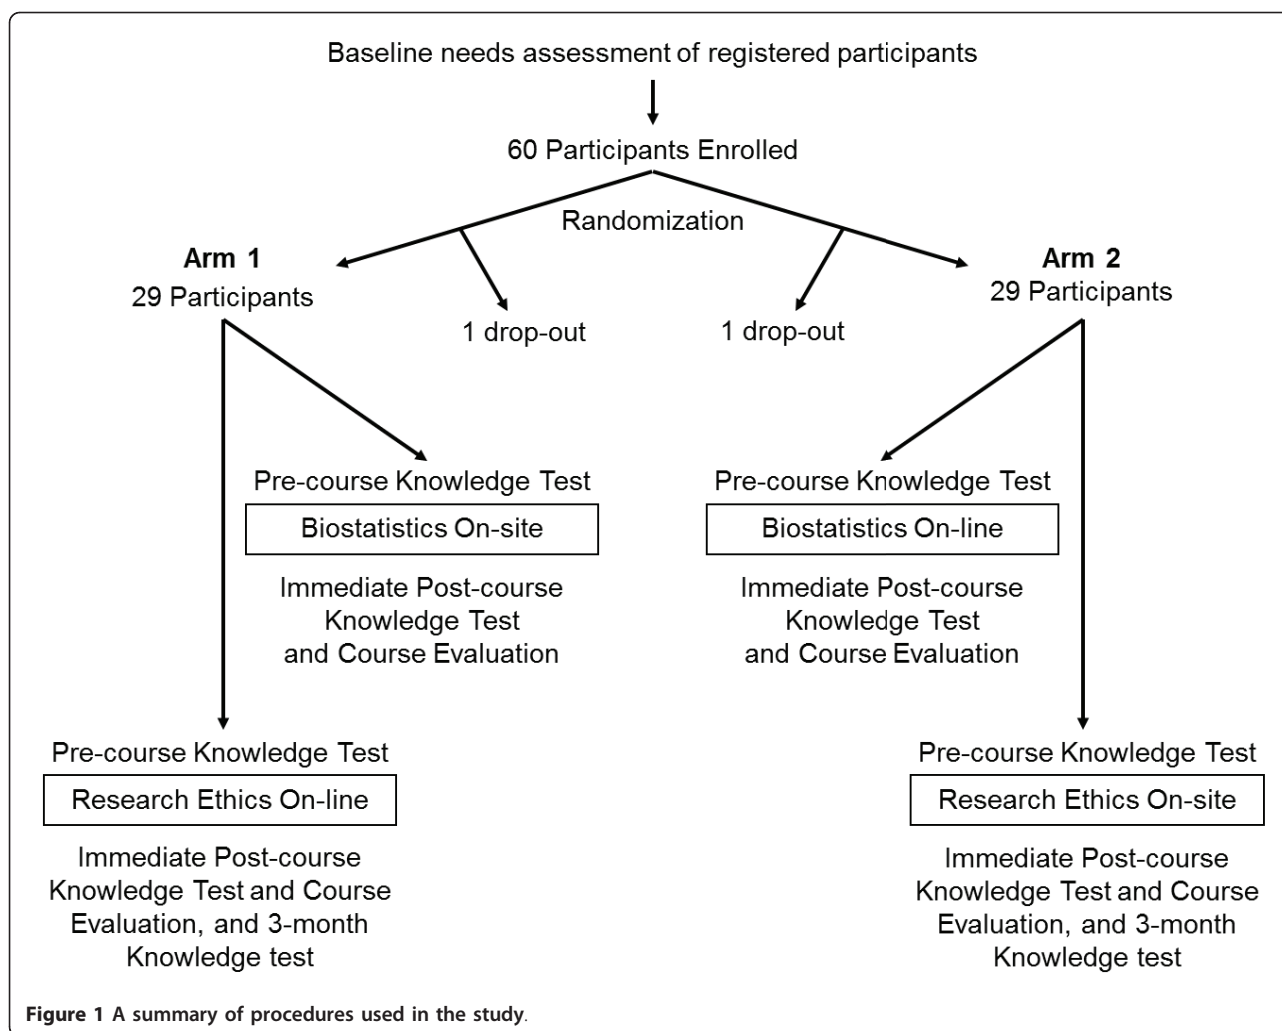 Baseline needs assessment of registered participants
60 Participants Enrolled
Randomization
Arm 1
29 Participants
1 drop-out
1 drop-out
Arm 2
29 Participants
Pre-course Knowledge Test
Biostatistics On-site
Immediate Post-course
Knowledge Test
and Course Evaluation
Pre-course Knowledge Test
Biostatistics On-line
Immediate Post-course
Knowledge Test
and Course Evaluation
Pre-course Knowledge Test
Research Ethics On-line
Immediate Post-course
Knowledge Test and Course
Evaluation, and 3-month
Knowledge test
Pre-course Knowledge Test
Research Ethics On-site
Immediate Post-course
Knowledge Test and Course
Evaluation, and 3-month
Knowledge test
Figure 1 A summary of procedures used in the study.